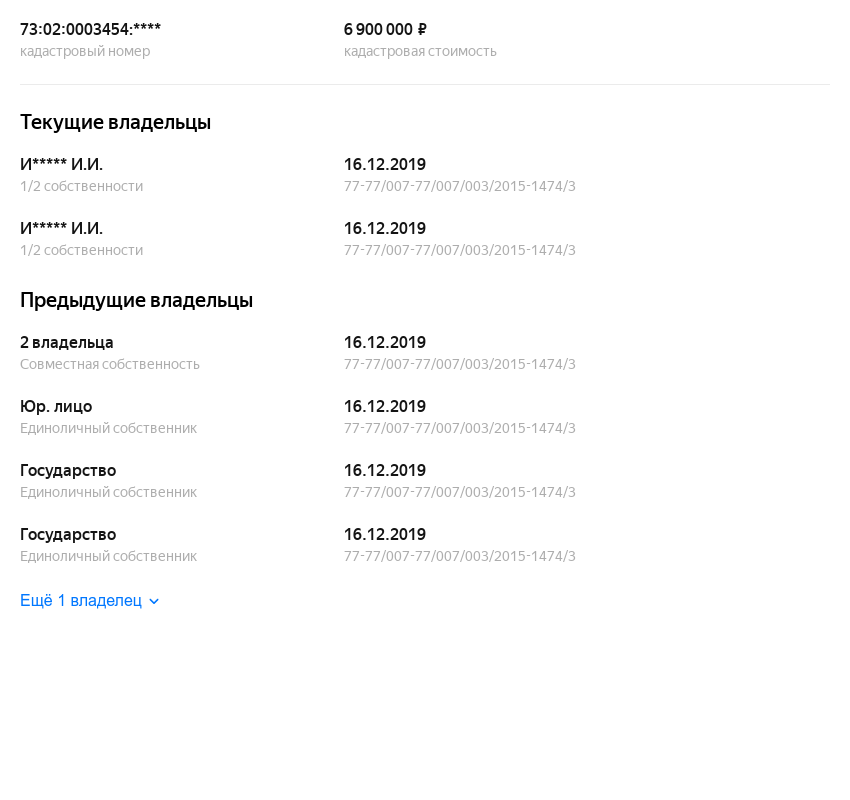 73:02:0003454:**** 6 900 000 ₽
кадастровый номер кадастровая стоимость
Текущие владельцы
И***** И.И. 16.12.2019
1/2 собственности 77-77/007-77/007/003/2015-1474/3
И***** И.И. 16.12.2019
1/2 собственности 77-77/007-77/007/003/2015-1474/3
Предыдущие владельцы
2 владельца 16.12.2019
Совместная собственность 77-77/007-77/007/003/2015-1474/3
Юр. лицо 16.12.2019
Единоличный собственник 77-77/007-77/007/003/2015-1474/3
Государство 16.12.2019
Единоличный собственник 77-77/007-77/007/003/2015-1474/3
Государство 16.12.2019
Единоличный собственник 77-77/007-77/007/003/2015-1474/3
Ещё 1 владелец